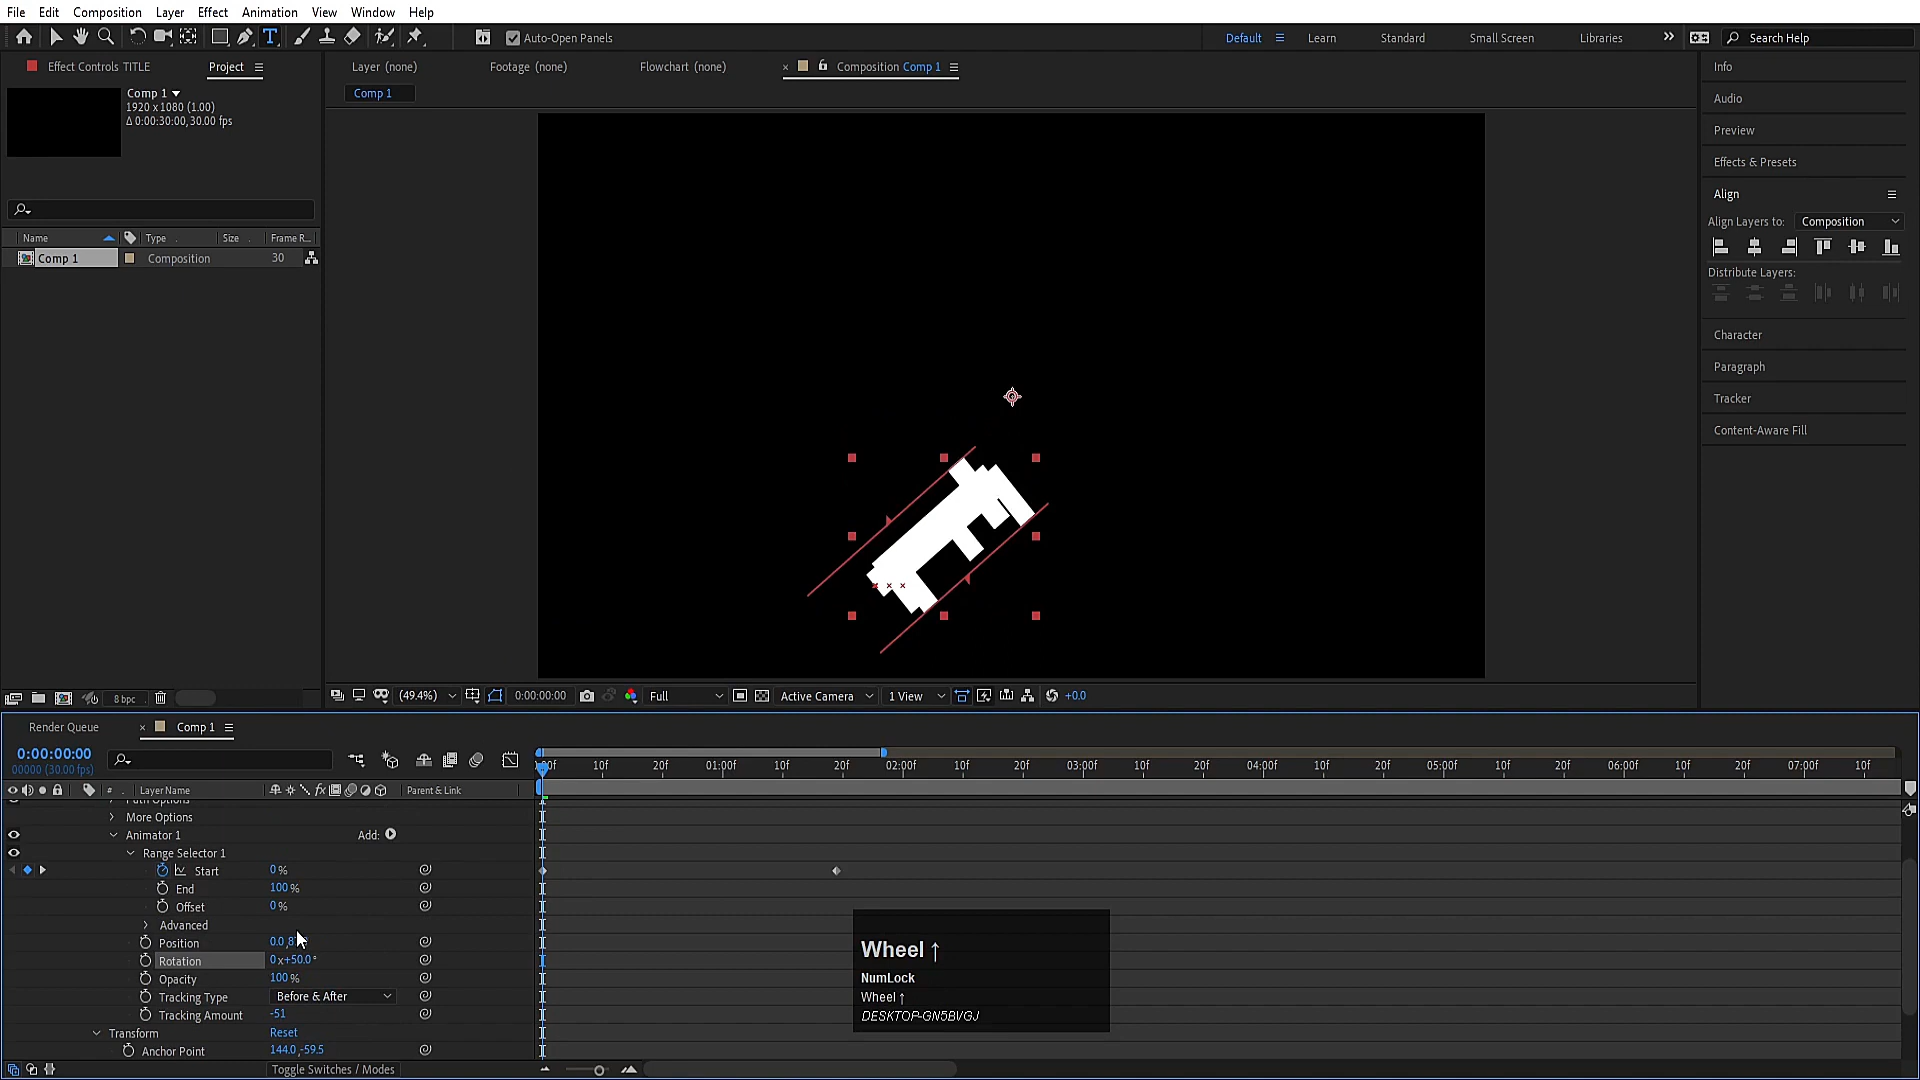 File Edit Composition Layer Effect Animation View Window Help
Auto-Open Panels
Default Learn Standard Small Screen Libraries Search Help
Effect Controls TITLE Project
Layer (none) Footage (none) Flowchart (none) Composition Comp 1
Comp 1
1920 x 1080 (1.00)
Δ 0:00:30:00, 30.00 fps
Comp 1
Name Type Size Frame R...
Comp 1 Composition 30
8 bpc
(49.4%) 0:00:00:00 Full Active Camera 1 View +0.0
Info
Audio
Preview
Effects & Presets
Align
Align Layers to: Composition
Distribute Layers:
Character
Paragraph
Tracker
Content-Aware Fill
Render Queue Comp 1
0:00:00:00
00000 (30.00 fps)
10f 20f 01:00f 10f 20f 02:00f 10f 20f 03:00f 10f 20f 04:00f 10f 20f 05:00f 10f 20f 06:00f 10f 20f 07:00f 10f
# Layer Name fx Parent & Link
Path Options
More Options
Animator 1 Add:
Range Selector 1
Start 0 %
End 100 %
Offset 0 %
Advanced
Position 0.0
Rotation 0 x+50.0 °
Opacity 100 %
Tracking Type Before & After
Tracking Amount -51
Transform Reset
Anchor Point 144.0 ,-59.5
Toggle Switches / Modes
Wheel ↑
NumLock
Wheel ↑
DESKTOP-GN5BVGJ